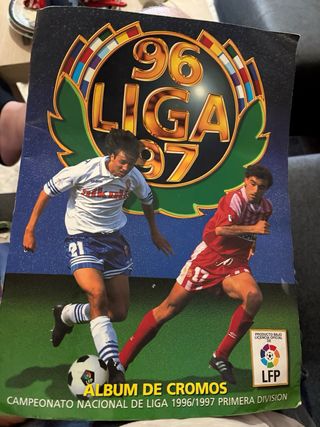 96
LIGA
97
21
17
PRODUCTO BAJO
LICENCIA OFICIAL
DE
LFP
ALBUM DE CROMOS
CAMPEONATO NACIONAL DE LIGA 1996/1997 PRIMERA DIVISION